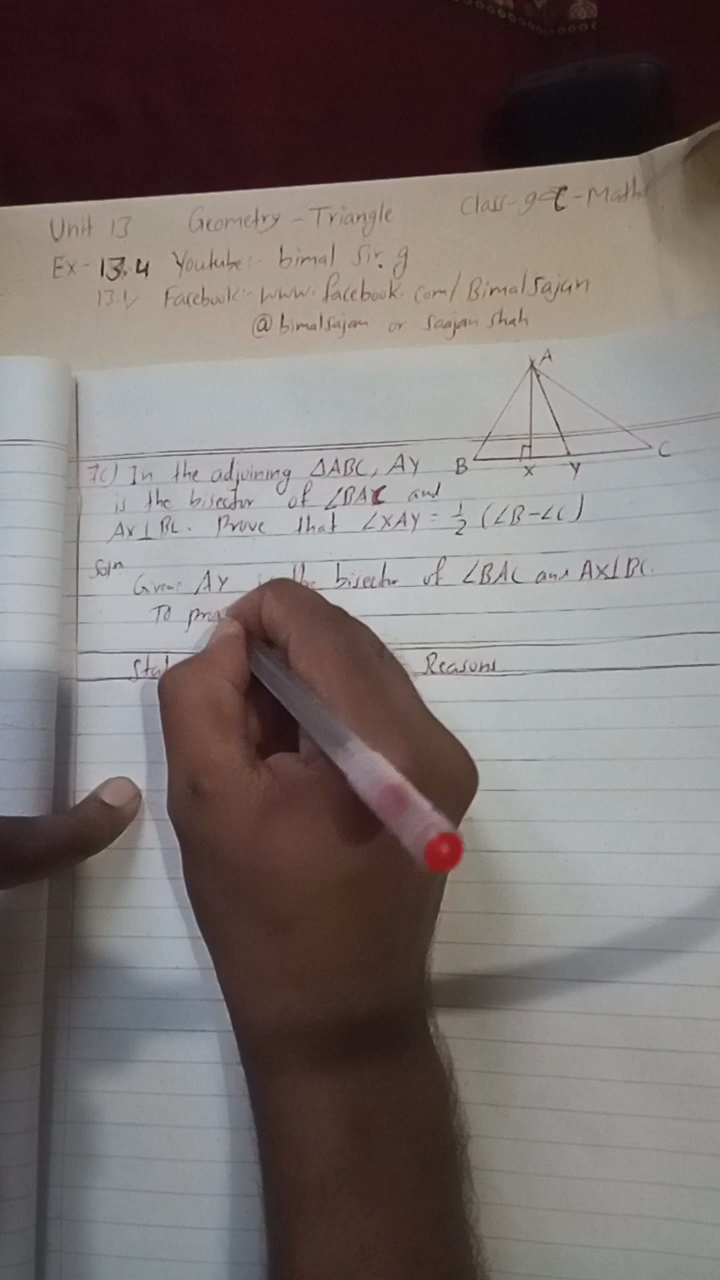 Unit 13 Geometry - Triangle Class-9 - Maths
Ex- 13.4 Youtube:- bimal sir. g
13.1 Facebook:- www.facebook.com/Bimalsajan
@bimalsajan or saajan shah
A
B X Y C
7c) In the adjoining △ABC, AY
is the bisector of ∠BAC and
AX⊥BC. Prove that ∠XAY = 1/2 (∠B-∠C)
Soln
Given: AY the bisector of ∠BAC and AX⊥BC.
To
Reasons